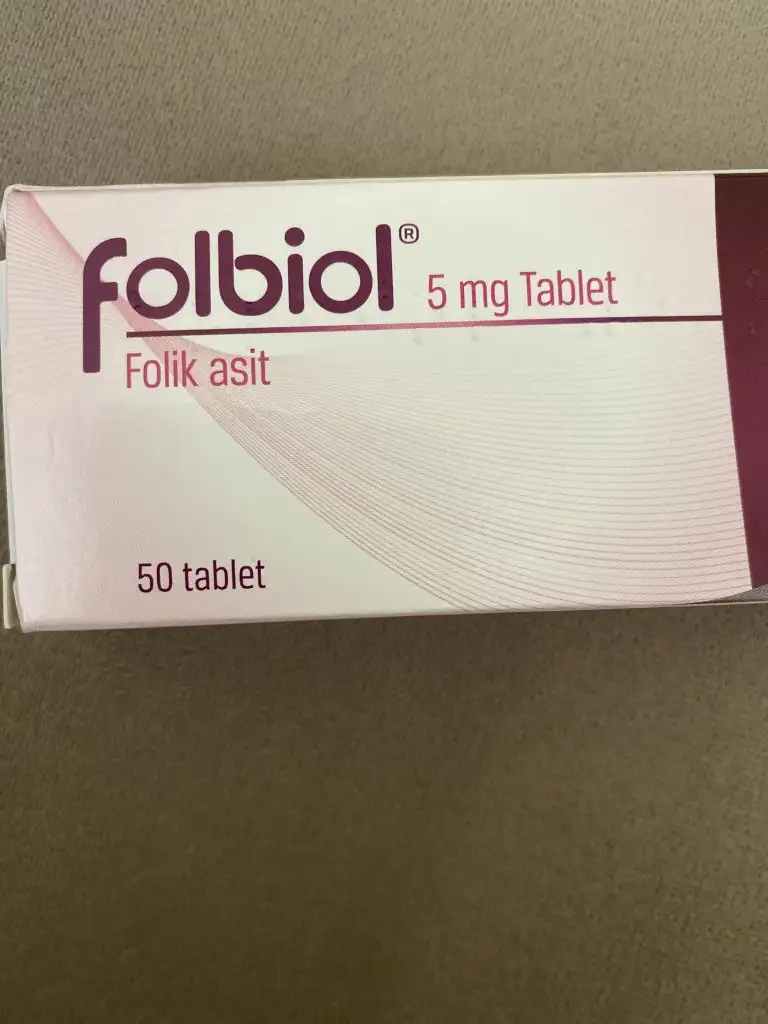 folbiol® 5 mg Tablet
Folik asit
50 tablet